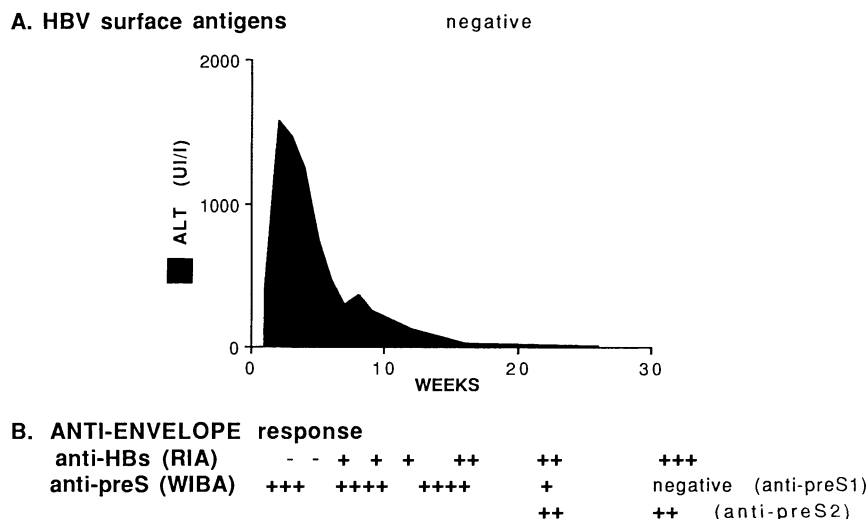 A. HBV surface antigens negative
2000
1000
0
ALT (UI/l)
0 10 20 30
WEEKS
B. ANTI-ENVELOPE response
anti-HBs (RIA) - - + + + ++ ++ +++
anti-preS (WIBA) +++ ++++ ++++ + negative (anti-preS1)
++ ++ (anti-preS2)